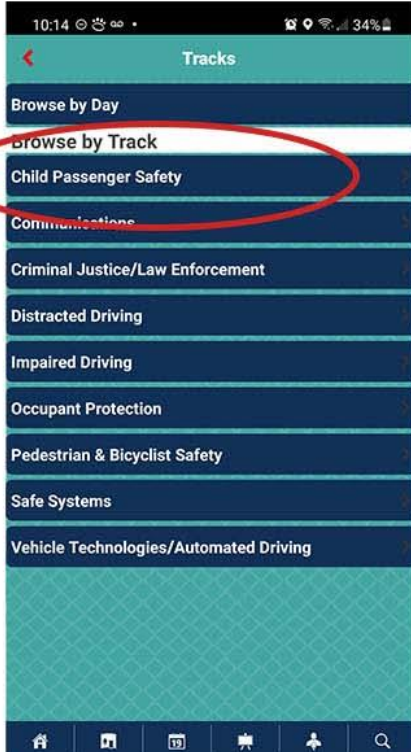 10:14 34%
Tracks
Browse by Day
Browse by Track
Child Passenger Safety
Communications
Criminal Justice/Law Enforcement
Distracted Driving
Impaired Driving
Occupant Protection
Pedestrian & Bicyclist Safety
Safe Systems
Vehicle Technologies/Automated Driving
19